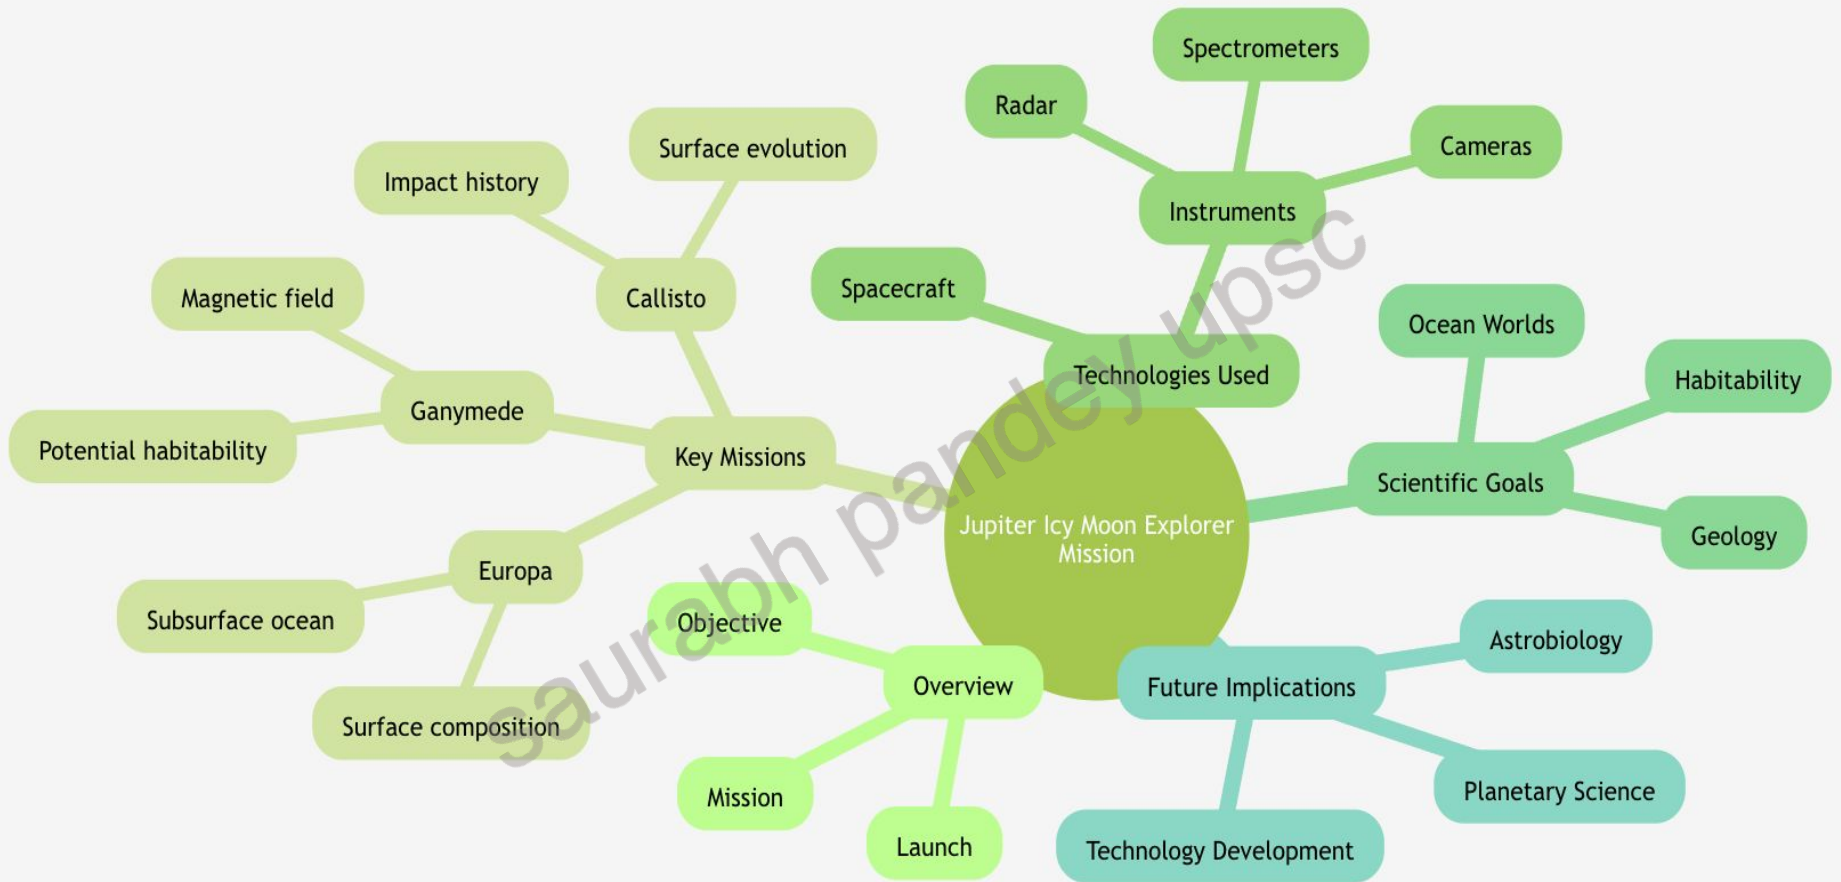 Spectrometers
Radar
Cameras
Instruments
Spacecraft
Technologies Used
Surface evolution
Impact history
Callisto
Magnetic field
Ganymede
Potential habitability
Key Missions
Europa
Subsurface ocean
Surface composition
Jupiter Icy Moon Explorer
Mission
Ocean Worlds
Habitability
Scientific Goals
Geology
Objective
Overview
Mission
Launch
Future Implications
Astrobiology
Planetary Science
Technology Development
saurabh pandey upsc